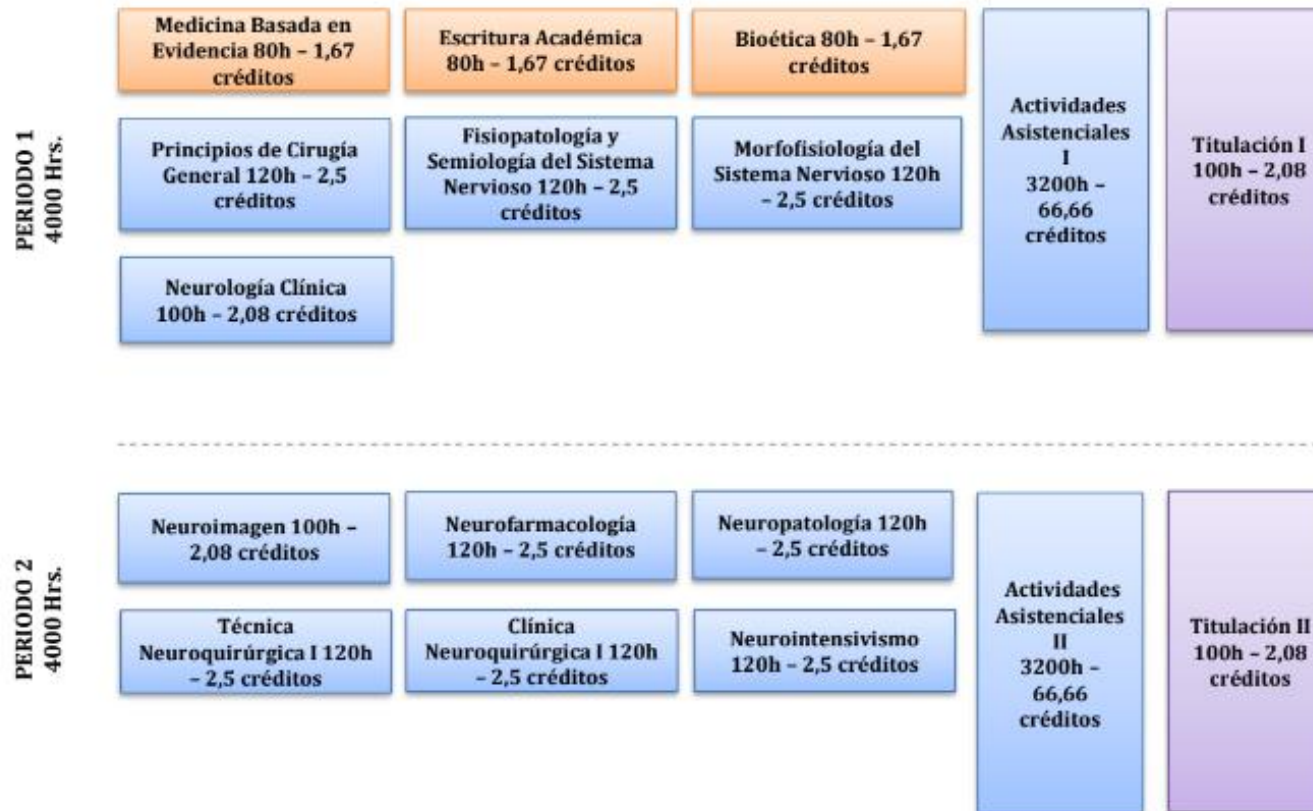 PERIODO 1
4000 Hrs.
Medicina Basada en
Evidencia 80h – 1,67
créditos
Escritura Académica
80h – 1,67 créditos
Bioética 80h – 1,67
créditos
Principios de Cirugía
General 120h – 2,5
créditos
Fisiopatología y
Semiología del Sistema
Nervioso 120h – 2,5
créditos
Morfofisiología del
Sistema Nervioso 120h
– 2,5 créditos
Neurología Clínica
100h – 2,08 créditos
Actividades
Asistenciales
I
3200h –
66,66
créditos
Titulación I
100h – 2,08
créditos
PERIODO 2
4000 Hrs.
Neuroimagen 100h –
2,08 créditos
Neurofarmacología
120h – 2,5 créditos
Neuropatología 120h
– 2,5 créditos
Técnica
Neuroquirúrgica I 120h
– 2,5 créditos
Clínica
Neuroquirúrgica I 120h
– 2,5 créditos
Neurointensivismo
120h – 2,5 créditos
Actividades
Asistenciales
II
3200h –
66,66
créditos
Titulación II
100h – 2,08
créditos